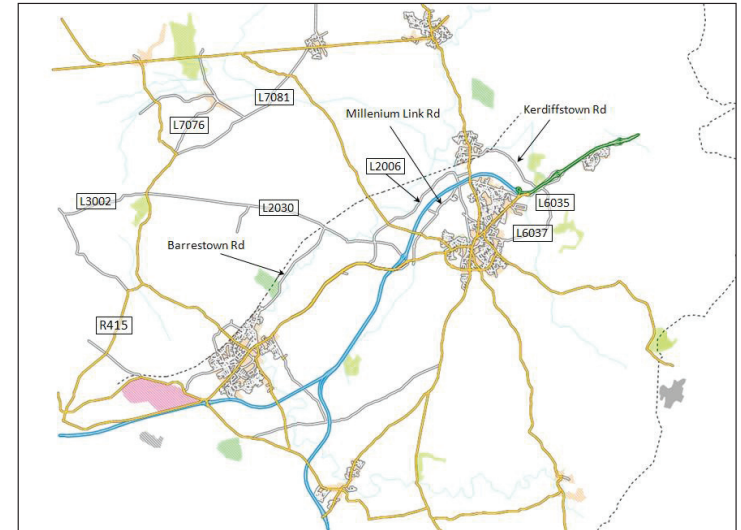 L7081
Millenium Link Rd
Kerdiffstown Rd
L7076
L2006
L3002
L2030
L6035
L6037
Barrestown Rd
R415